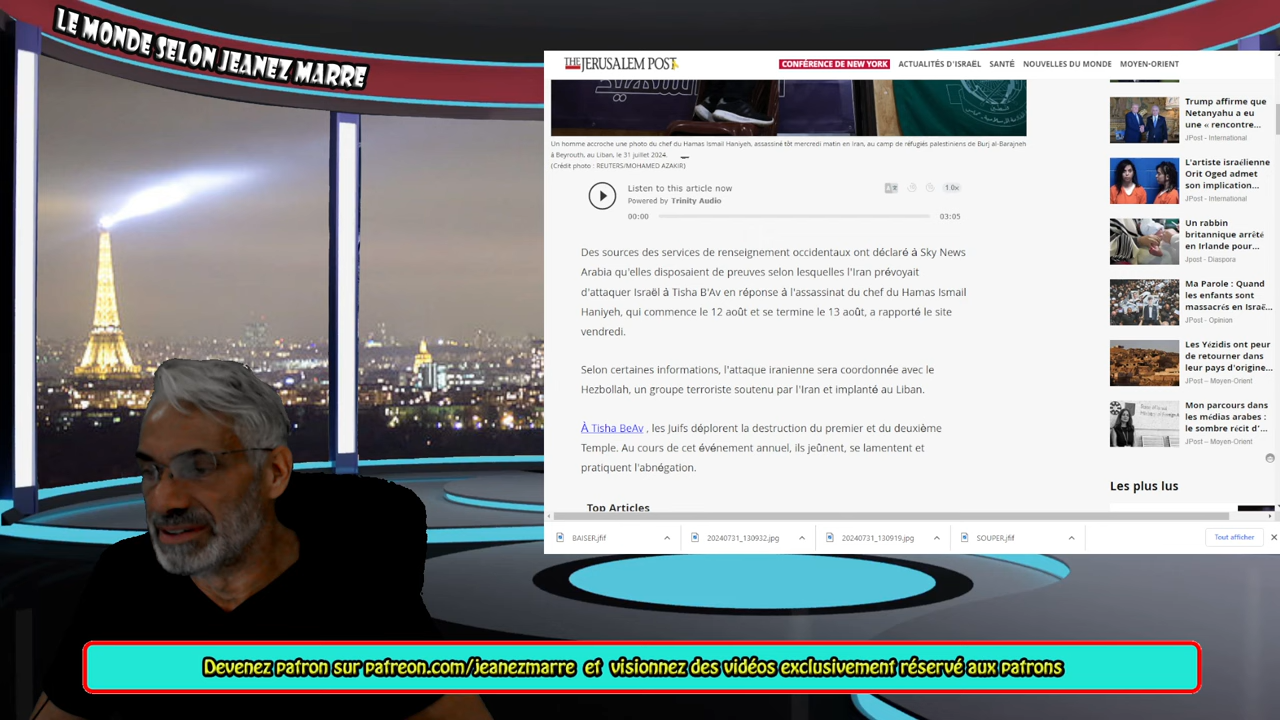 LE MONDE SELON JEANEZ MARRE
THE JERUSALEM POST
CONFÉRENCE DE NEW YORK
ACTUALITÉS D'ISRAËL
SANTÉ
NOUVELLES DU MONDE
MOYEN-ORIENT
Un homme accroche une photo du chef du Hamas Ismail Haniyeh, assassiné tôt mercredi matin en Iran, au camp de réfugiés palestiniens de Burj al-Barajneh
à Beyrouth, au Liban, le 31 juillet 2024.
(Crédit photo : REUTERS/MOHAMED AZAKIR)
Listen to this article now
Powered by Trinity Audio
1.0x
00:00
03:05
Des sources des services de renseignement occidentaux ont déclaré à Sky News
Arabia qu'elles disposaient de preuves selon lesquelles l'Iran prévoyait
d'attaquer Israël à Tisha B'Av en réponse à l'assassinat du chef du Hamas Ismail
Haniyeh, qui commence le 12 août et se termine le 13 août, a rapporté le site
vendredi.
Selon certaines informations, l'attaque iranienne sera coordonnée avec le
Hezbollah, un groupe terroriste soutenu par l'Iran et implanté au Liban.
À Tisha BeAv , les Juifs déplorent la destruction du premier et du deuxième
Temple. Au cours de cet événement annuel, ils jeûnent, se lamentent et
pratiquent l'abnégation.
Top Articles
Trump affirme que
Netanyahu a eu
une « rencontre...
JPost - International
L'artiste israélienne
Orit Oged admet
son implication...
JPost - International
Un rabbin
britannique arrêté
en Irlande pour...
Jpost - Diaspora
Ma Parole : Quand
les enfants sont
massacrés en Israë...
JPost - Opinion
Les Yézidis ont peur
de retourner dans
leur pays d'origine...
JPost – Moyen-Orient
Mon parcours dans
les médias arabes :
le sombre récit d'...
JPost – Moyen-Orient
Les plus lus
BAISER.jfif
20240731_130932.jpg
20240731_130919.jpg
SOUPER.jfif
Tout afficher
Devenez patron sur patreon.com/jeanezmarre et visionnez des vidéos exclusivement réservé aux patrons